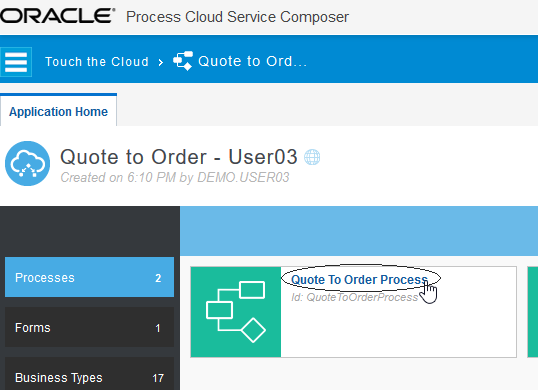 ORACLE® Process Cloud Service Composer
Touch the Cloud > Quote to Ord...
Application Home
Quote to Order - User03
Created on 6:10 PM by DEMO.USER03
Processes 2
Quote To Order Process
Id: QuoteToOrderProcess
Forms 1
Business Types 17